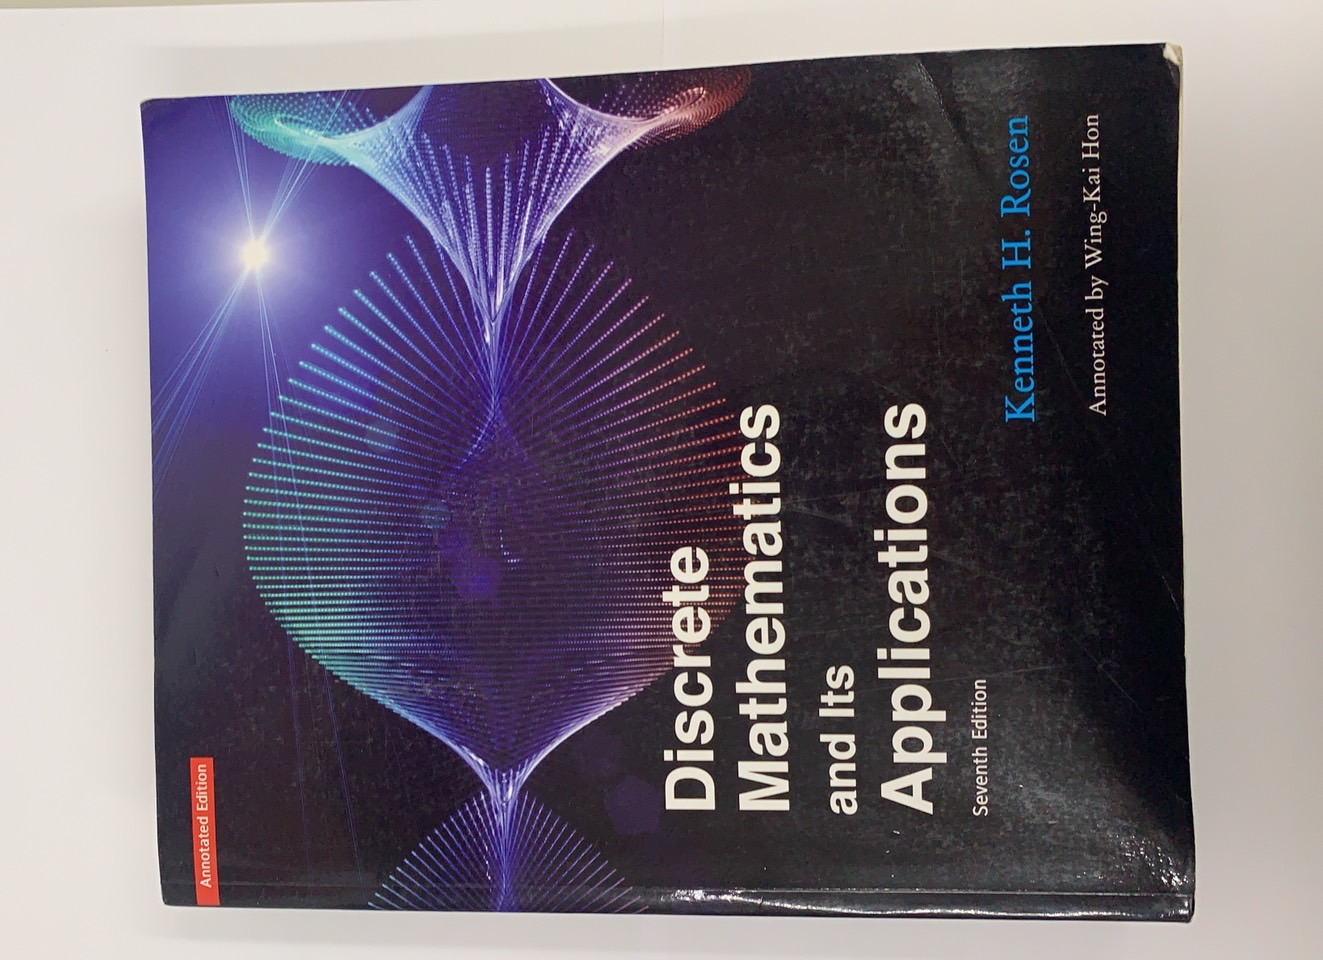 Annotated Edition
Discrete
Mathematics
and Its
Applications
Seventh Edition
Kenneth H. Rosen
Annotated by Wing-Kai Hon